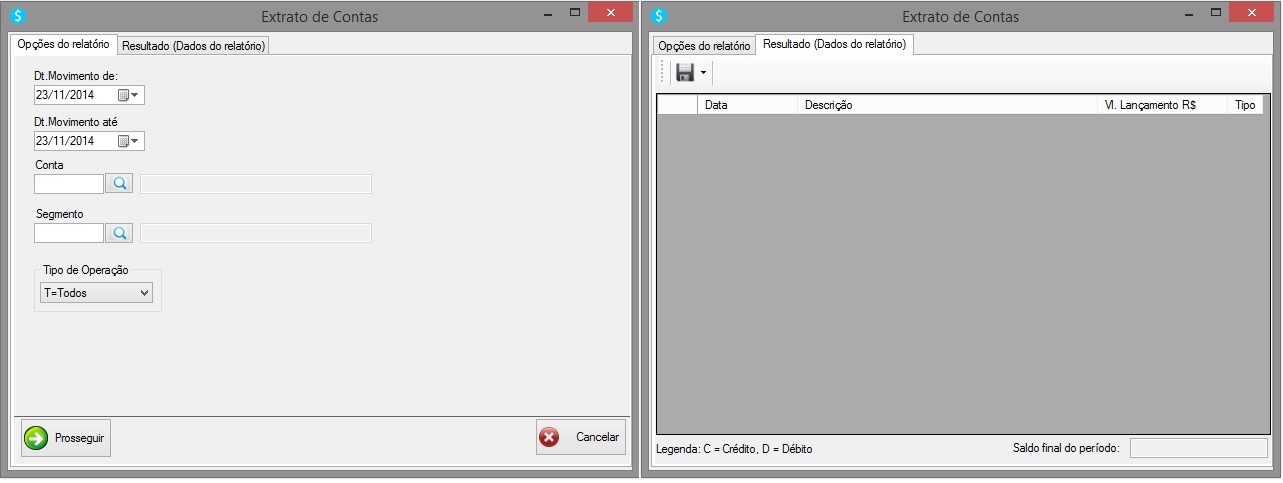 Extrato de Contas
Opções do relatório Resultado (Dados do relatório)
Dt.Movimento de:
23/11/2014
Dt.Movimento até
23/11/2014
Conta
Segmento
Tipo de Operação
T=Todos
Prosseguir Cancelar
Extrato de Contas
Opções do relatório Resultado (Dados do relatório)
Data Descrição Vl. Lançamento R$ Tipo
Legenda: C = Crédito, D = Débito Saldo final do período: